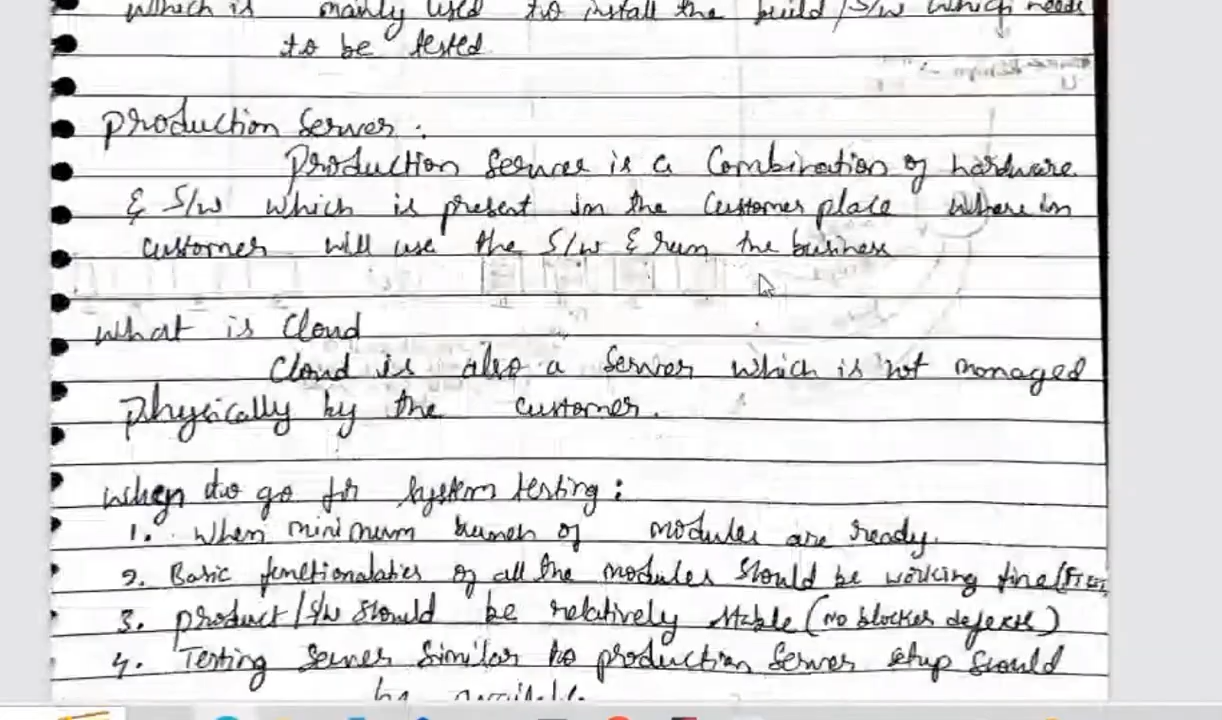 which is mainly used to install the build/S/w which needs
to be tested
Production Server :
Production Server is a Combination of hardware
& S/w which is present in the Customer place where in
customer will use the S/w & run the business
What is Cloud
Cloud is also a Server which is not managed
physically by the customer.
When to go for System testing :
1. When minimum bunch of modules are ready.
2. Basic functionalaties of all the modules should be working fine
3. product/S/w should be relatively stable (no blocker defects)
4. Testing Server Similar to production Server setup should
be available